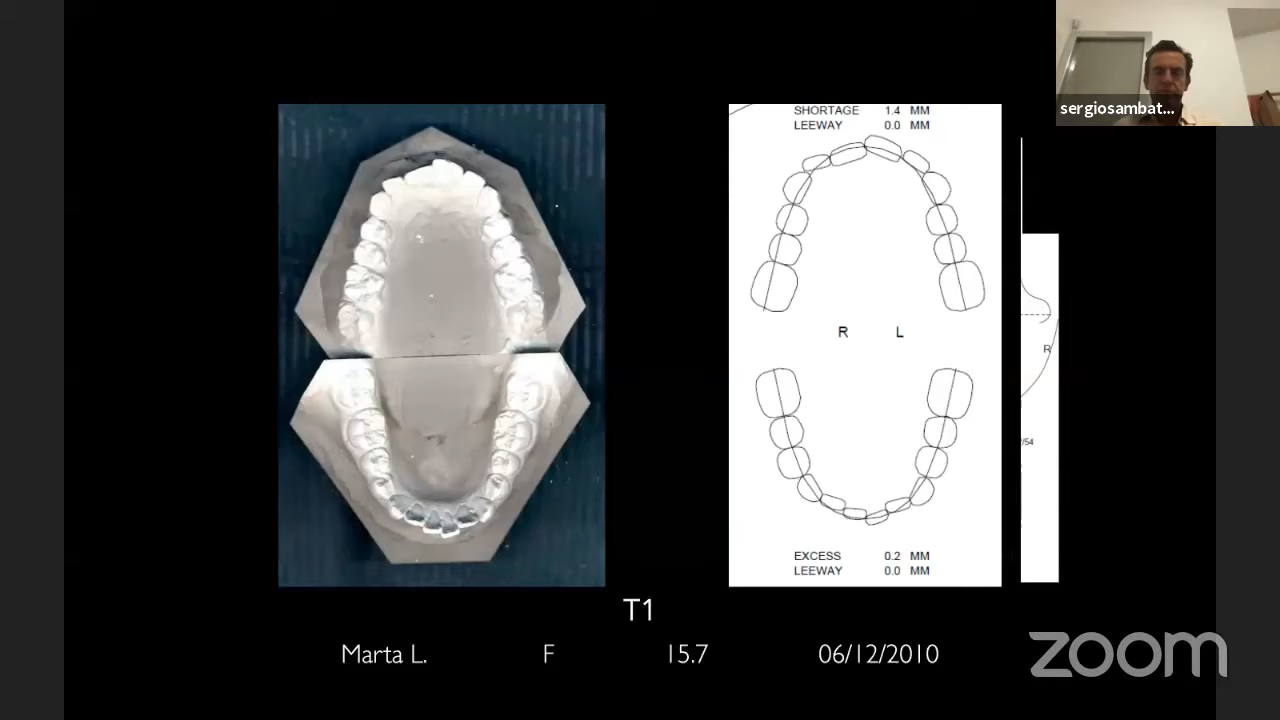 sergiosambat...
SHORTAGE 1.4 MM
LEEWAY 0.0 MM
R L
R
/54
EXCESS 0.2 MM
LEEWAY 0.0 MM
T1
Marta L. F 15.7 06/12/2010
zoom